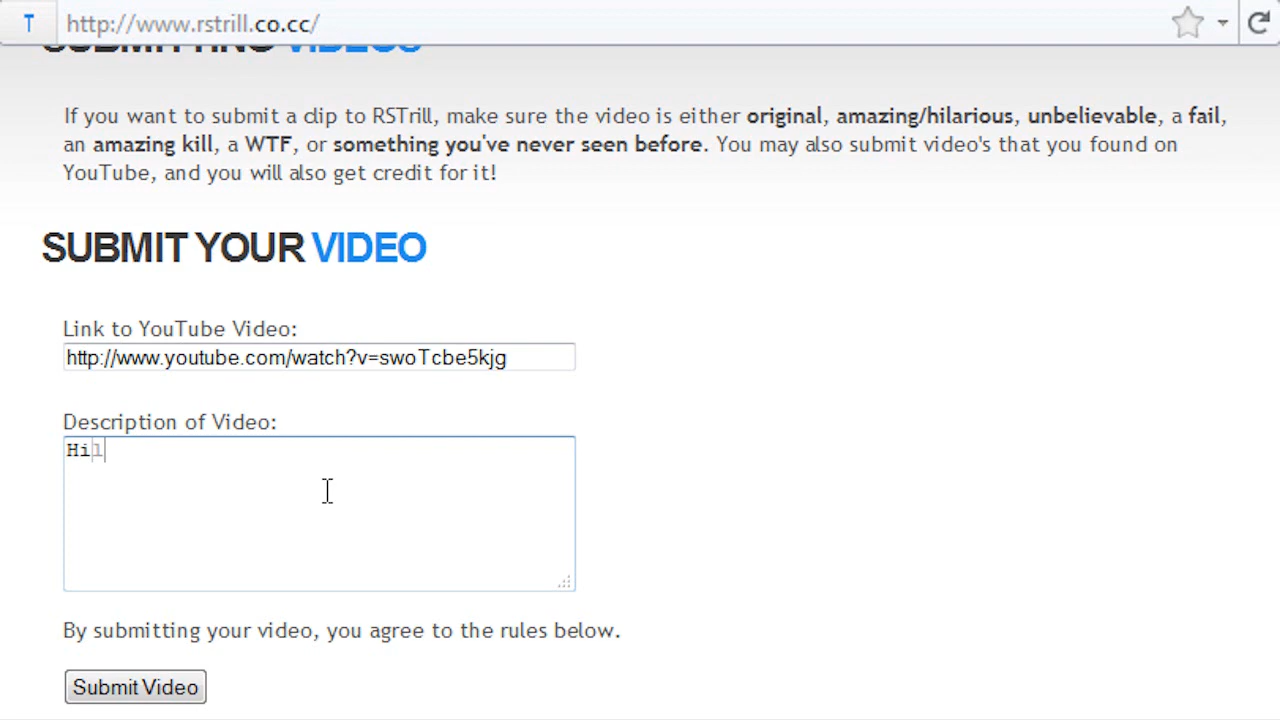 T http://www.rstrill.co.cc/
SUBMITTING VIDEOS
If you want to submit a clip to RSTrill, make sure the video is either original, amazing/hilarious, unbelievable, a fail,
an amazing kill, a WTF, or something you've never seen before. You may also submit video's that you found on
YouTube, and you will also get credit for it!
SUBMIT YOUR VIDEO
Link to YouTube Video:
http://www.youtube.com/watch?v=swoTcbe5kjg
Description of Video:
Hil
By submitting your video, you agree to the rules below.
Submit Video